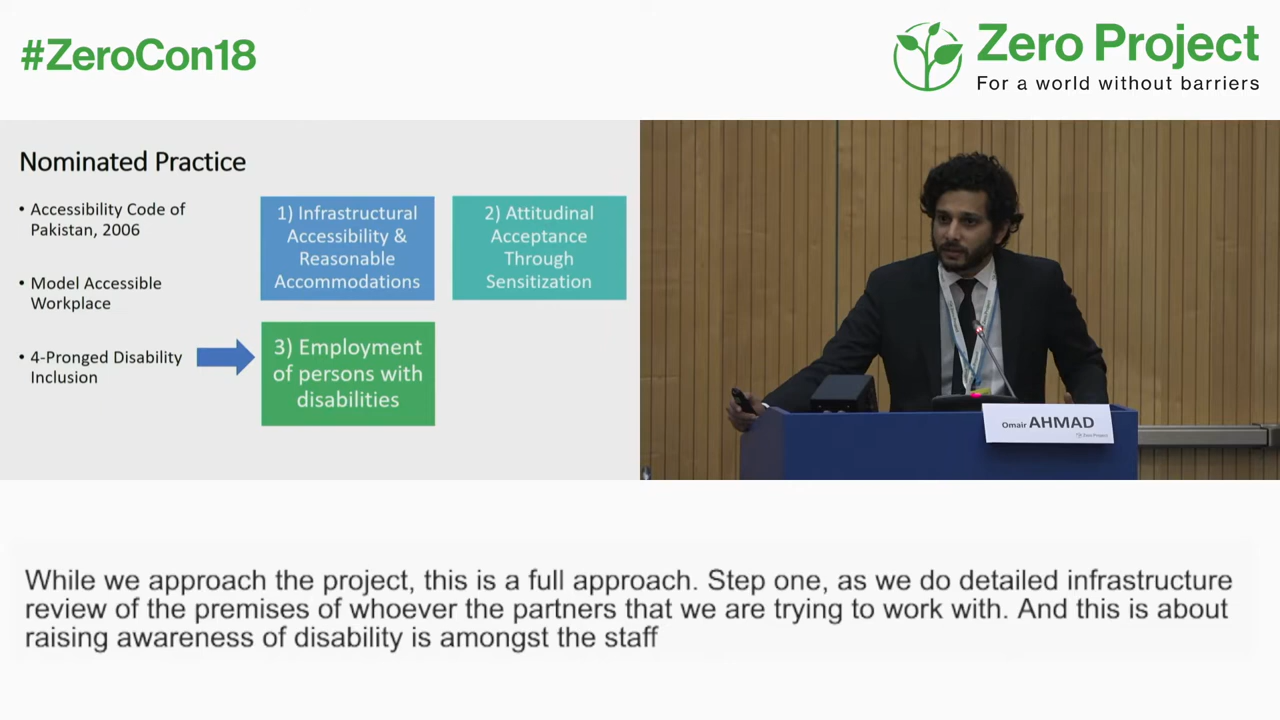 #ZeroCon18
Zero Project
For a world without barriers
Nominated Practice
• Accessibility Code of
Pakistan, 2006
• Model Accessible
Workplace
• 4-Pronged Disability
Inclusion
1) Infrastructural
Accessibility &
Reasonable
Accommodations
2) Attitudinal
Acceptance
Through
Sensitization
3) Employment
of persons with
disabilities
Omair AHMAD
Zero Project
While we approach the project, this is a full approach. Step one, as we do detailed infrastructure
review of the premises of whoever the partners that we are trying to work with. And this is about
raising awareness of disability is amongst the staff